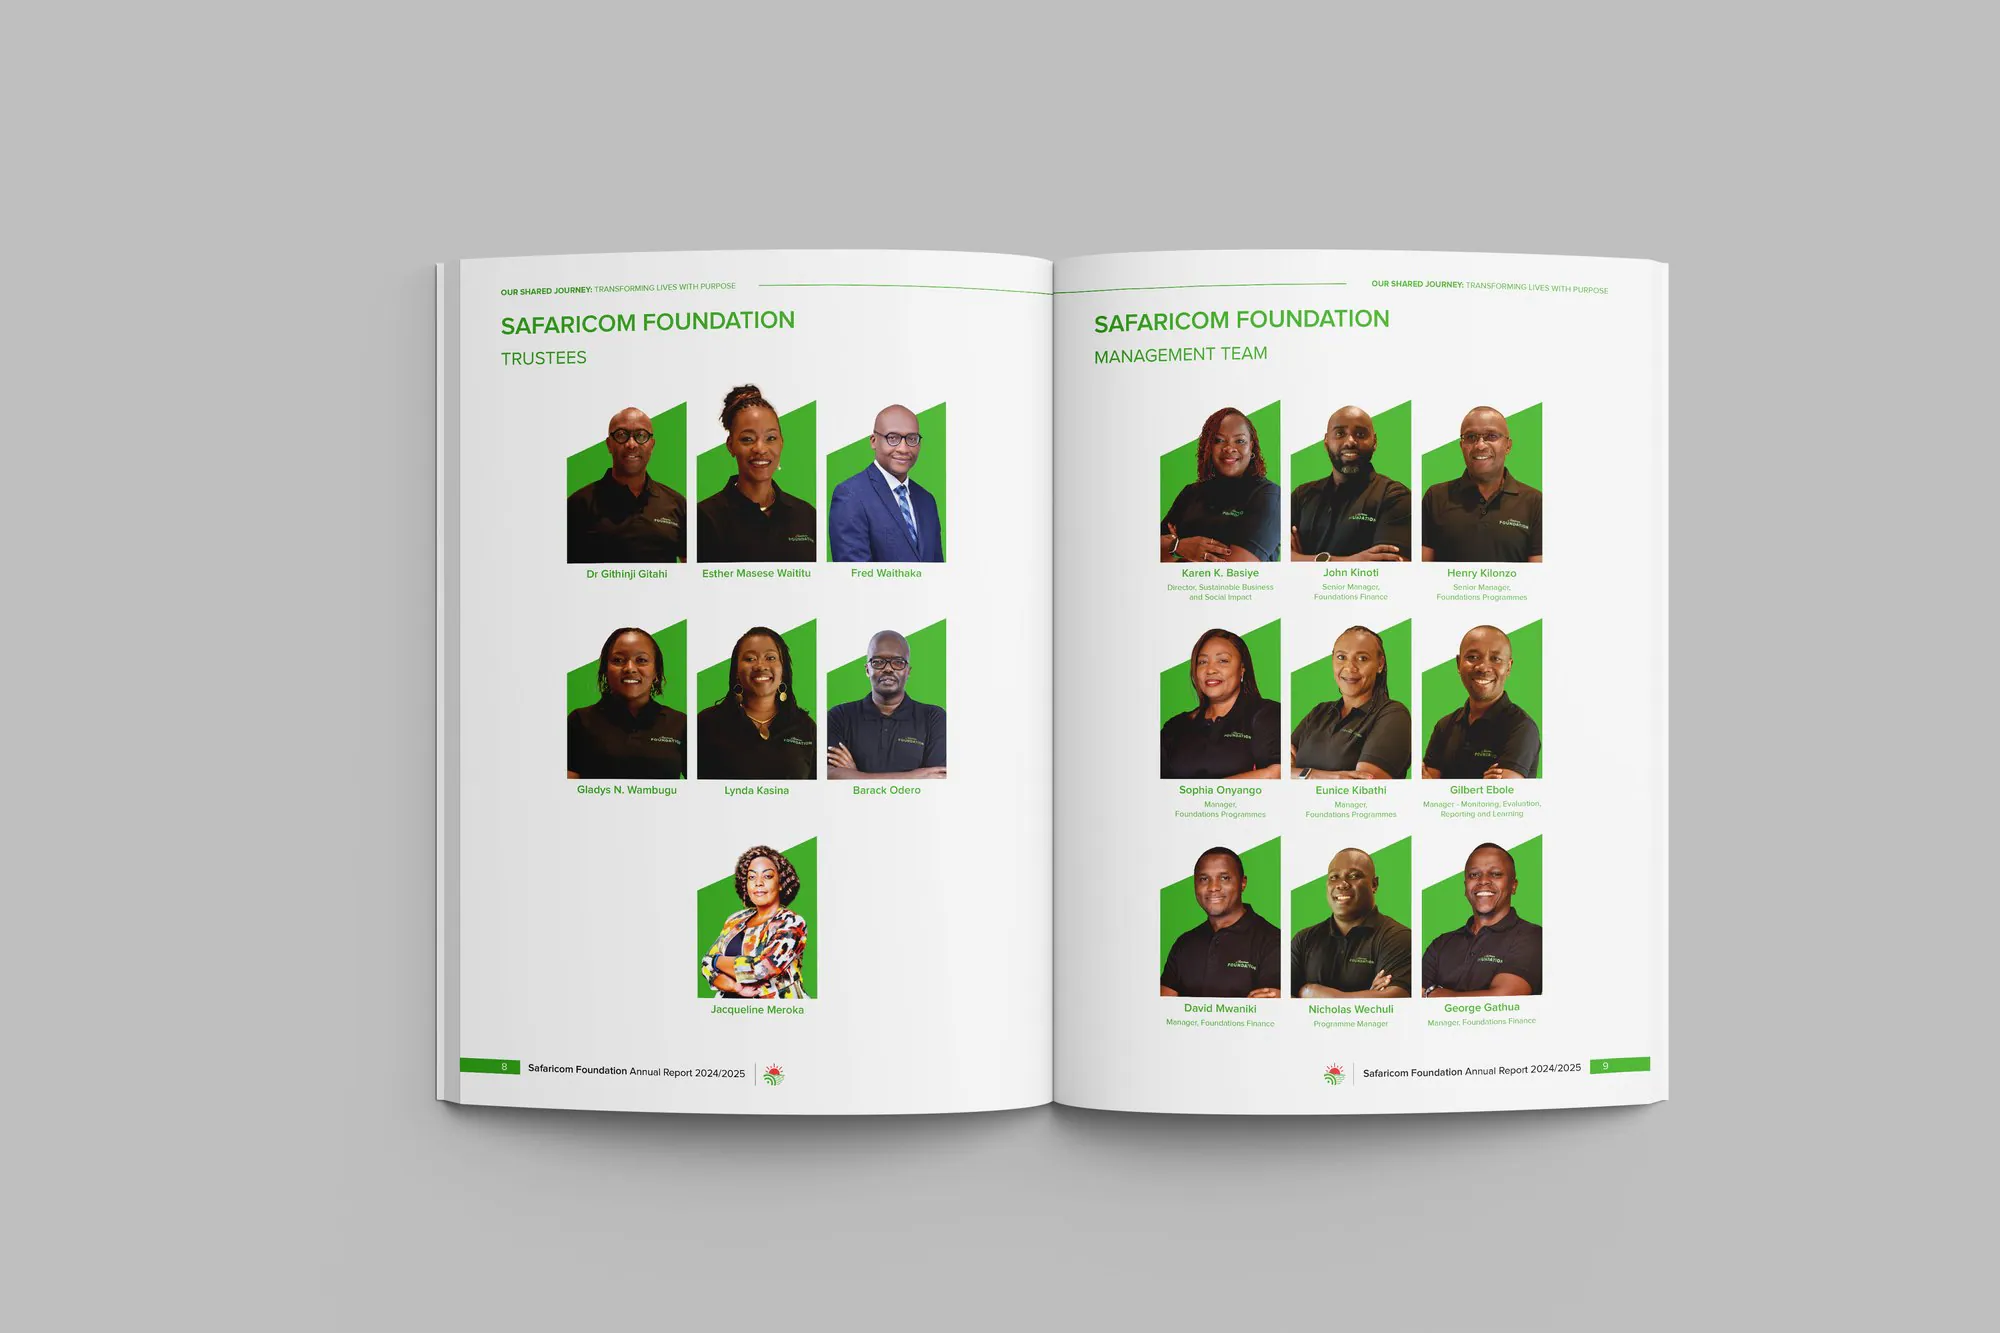 OUR SHARED JOURNEY: TRANSFORMING LIVES WITH PURPOSE
SAFARICOM FOUNDATION
TRUSTEES
Dr Githinji Gitahi
Esther Masese Waititu
Fred Waithaka
Gladys N. Wambugu
Lynda Kasina
Barack Odero
Jacqueline Meroka
8
Safaricom Foundation Annual Report 2024/2025
OUR SHARED JOURNEY: TRANSFORMING LIVES WITH PURPOSE
SAFARICOM FOUNDATION
MANAGEMENT TEAM
Karen K. Basiye
Director, Sustainable Business
and Social Impact
John Kinoti
Senior Manager,
Foundations Finance
Henry Kilonzo
Senior Manager,
Foundations Programmes
Sophia Onyango
Manager,
Foundations Programmes
Eunice Kibathi
Manager,
Foundations Programmes
Gilbert Ebole
Manager - Monitoring, Evaluation,
Reporting and Learning
David Mwaniki
Manager, Foundations Finance
Nicholas Wechuli
Programme Manager
George Gathua
Manager, Foundations Finance
Safaricom Foundation Annual Report 2024/2025
9